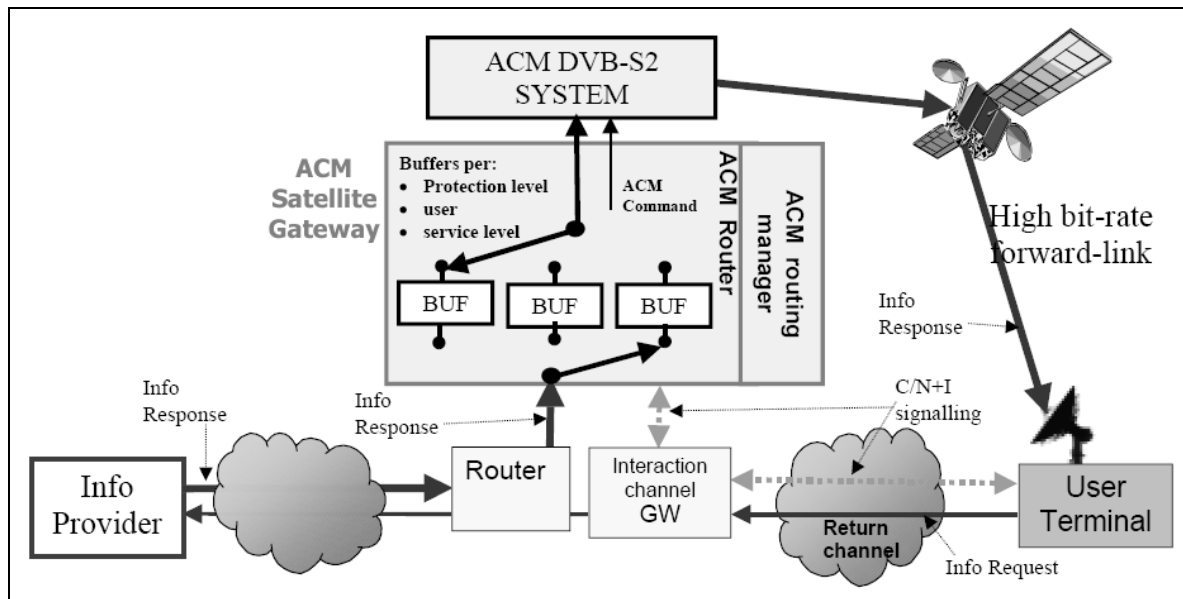 ACM DVB-S2
SYSTEM
ACM
Satellite
Gateway
Buffers per:
• Protection level
• user
• service level
ACM
Command
ACM Router
ACM routing
manager
BUF
BUF
BUF
High bit-rate
forward-link
Info
Response
Info
Response
Info
Response
C/N+I
signalling
Info
Provider
Router
Interaction
channel
GW
Return
channel
User
Terminal
Info Request